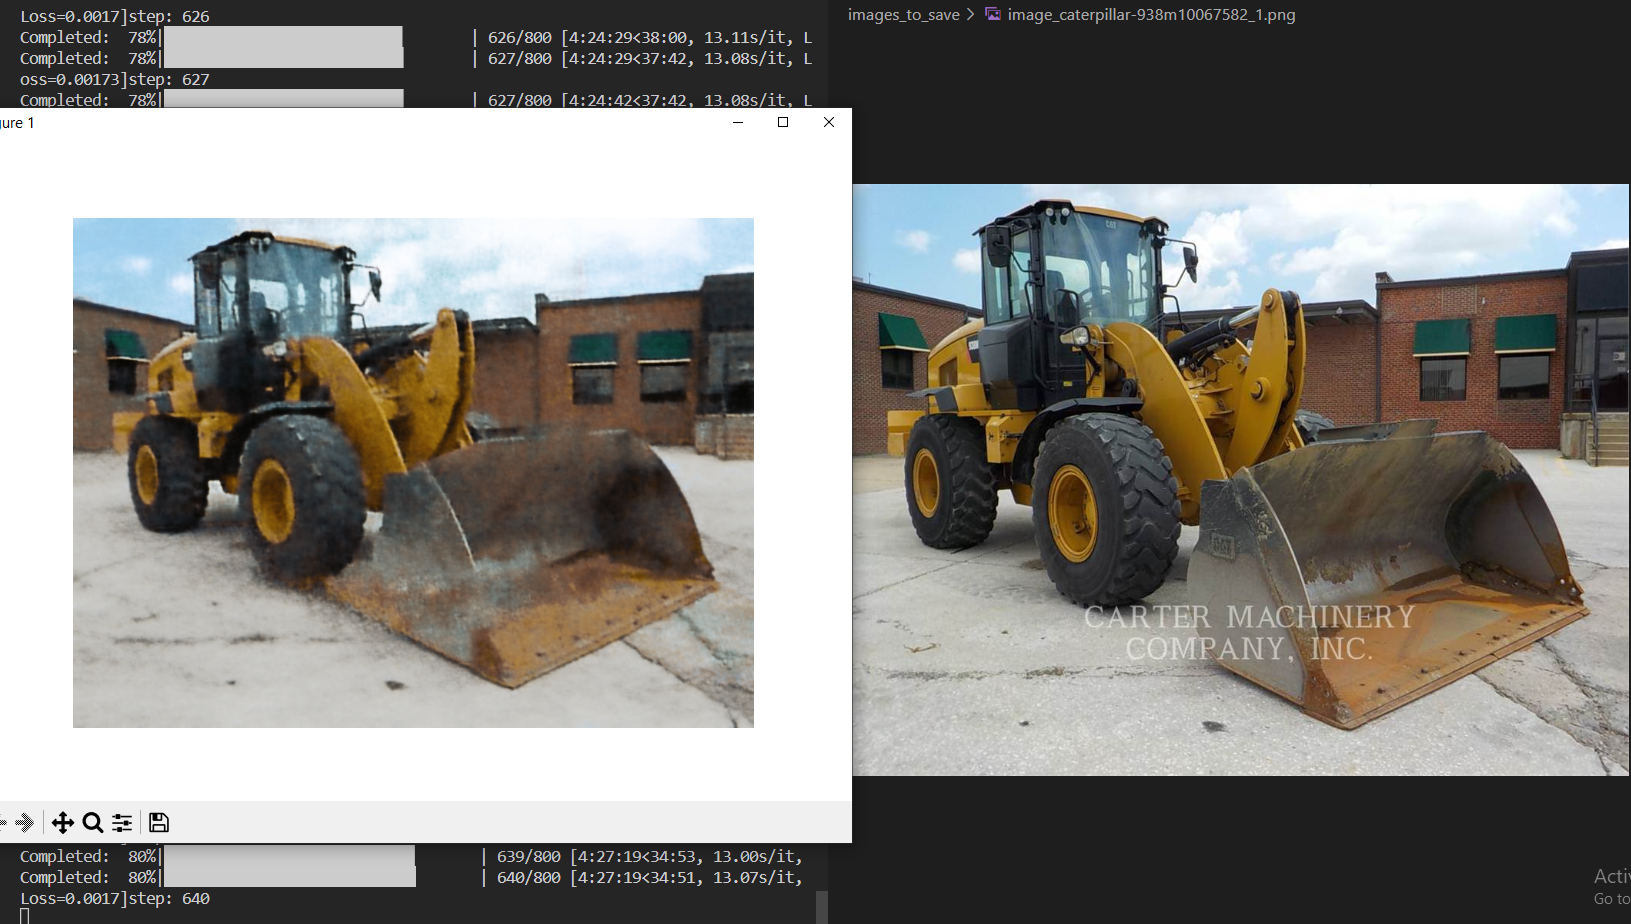 Loss=0.0017]step: 626
Completed:  78%| | 626/800 [4:24:29<38:00, 13.11s/it, L
Completed:  78%| | 627/800 [4:24:29<37:42, 13.08s/it, L
oss=0.00173]step: 627
Completed:  78%| | 627/800 [4:24:42<37:42, 13.08s/it, L
images_to_save > image_caterpillar-938m10067582_1.png
gure 1
CAT
CARTER MACHINERY
COMPANY, INC.
Completed:  80%| | 639/800 [4:27:19<34:53, 13.00s/it,
Completed:  80%| | 640/800 [4:27:19<34:51, 13.07s/it,
Loss=0.0017]step: 640
Activ
Go to